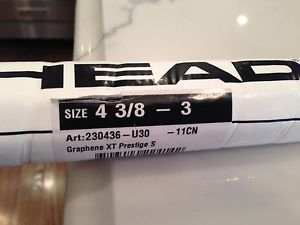 HEAD
SIZE 4 3/8 - 3
Art:230436-U30 -11CN
Graphene XT Prestige S